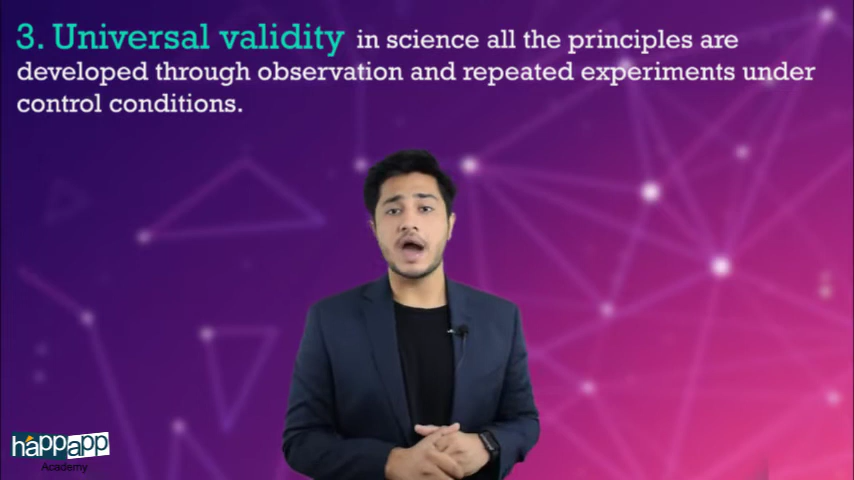 3. Universal validity in science all the principles are
developed through observation and repeated experiments under
control conditions.
happapp
Academy